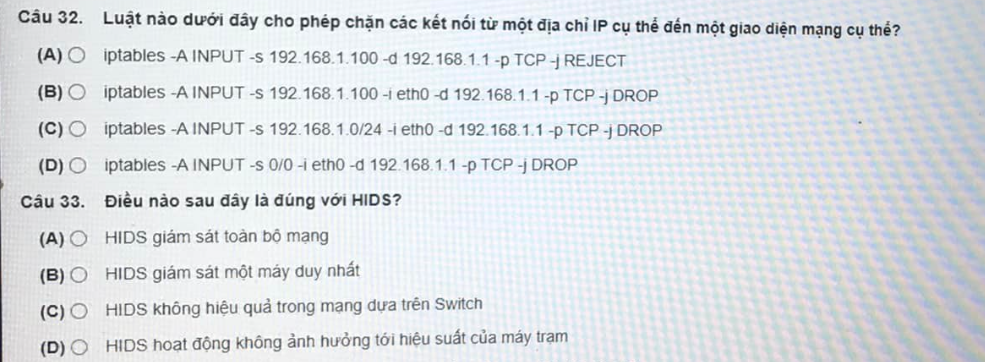 Câu 32. Luật nào dưới đây cho phép chặn các kết nối từ một địa chỉ IP cụ thể đến một giao diện mạng cụ thể?
(A) iptables -A INPUT -s 192.168.1.100 -d 192.168.1.1 -p TCP -j REJECT
(B) iptables -A INPUT -s 192.168.1.100 -i eth0 -d 192.168.1.1 -p TCP -j DROP
(C) iptables -A INPUT -s 192.168.1.0/24 -i eth0 -d 192.168.1.1 -p TCP -j DROP
(D) iptables -A INPUT -s 0/0 -i eth0 -d 192.168.1.1 -p TCP -j DROP
Câu 33. Điều nào sau đây là đúng với HIDS?
(A) HIDS giám sát toàn bộ mạng
(B) HIDS giám sát một máy duy nhất
(C) HIDS không hiệu quả trong mạng dựa trên Switch
(D) HIDS hoạt động không ảnh hưởng tới hiệu suất của máy trạm